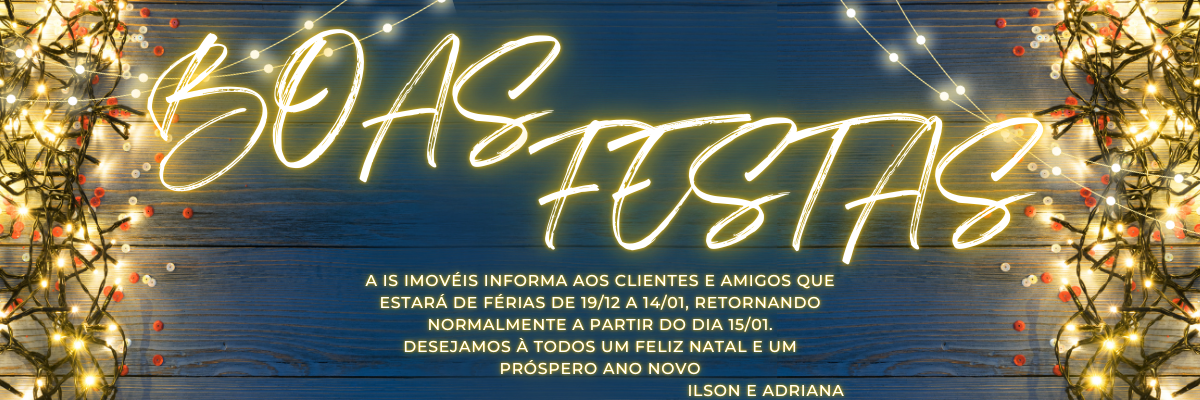 BOAS
FESTAS
A IS IMOVÉIS INFORMA AOS CLIENTES E AMIGOS QUE
ESTARÁ DE FÉRIAS DE 19/12 A 14/01, RETORNANDO
NORMALMENTE A PARTIR DO DIA 15/01.
DESEJAMOS À TODOS UM FELIZ NATAL E UM
PRÓSPERO ANO NOVO
ILSON E ADRIANA